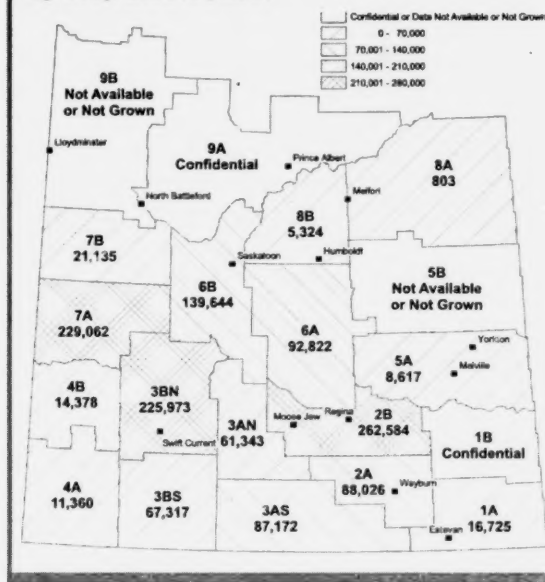 Confidential or Data Not Available or Not Grown
0 - 70,000
70,001 - 140,000
140,001 - 210,000
210,001 - 280,000
9B
Not Available
or Not Grown
Lloydminster
9A
Confidential
Prince Albert
North Battleford
8A
803
Melfort
8B
5,324
Humboldt
7B
21,135
Saskatoon
6B
139,644
5B
Not Available
or Not Grown
7A
229,062
6A
92,822
Yorkton
5A
8,617
Melville
4B
14,378
3BN
225,973
Swift Current
3AN
61,343
Moose Jaw
Regina
2B
262,584
1B
Confidential
4A
11,360
3BS
67,317
3AS
87,172
2A
88,026
Weyburn
1A
16,725
Estevan